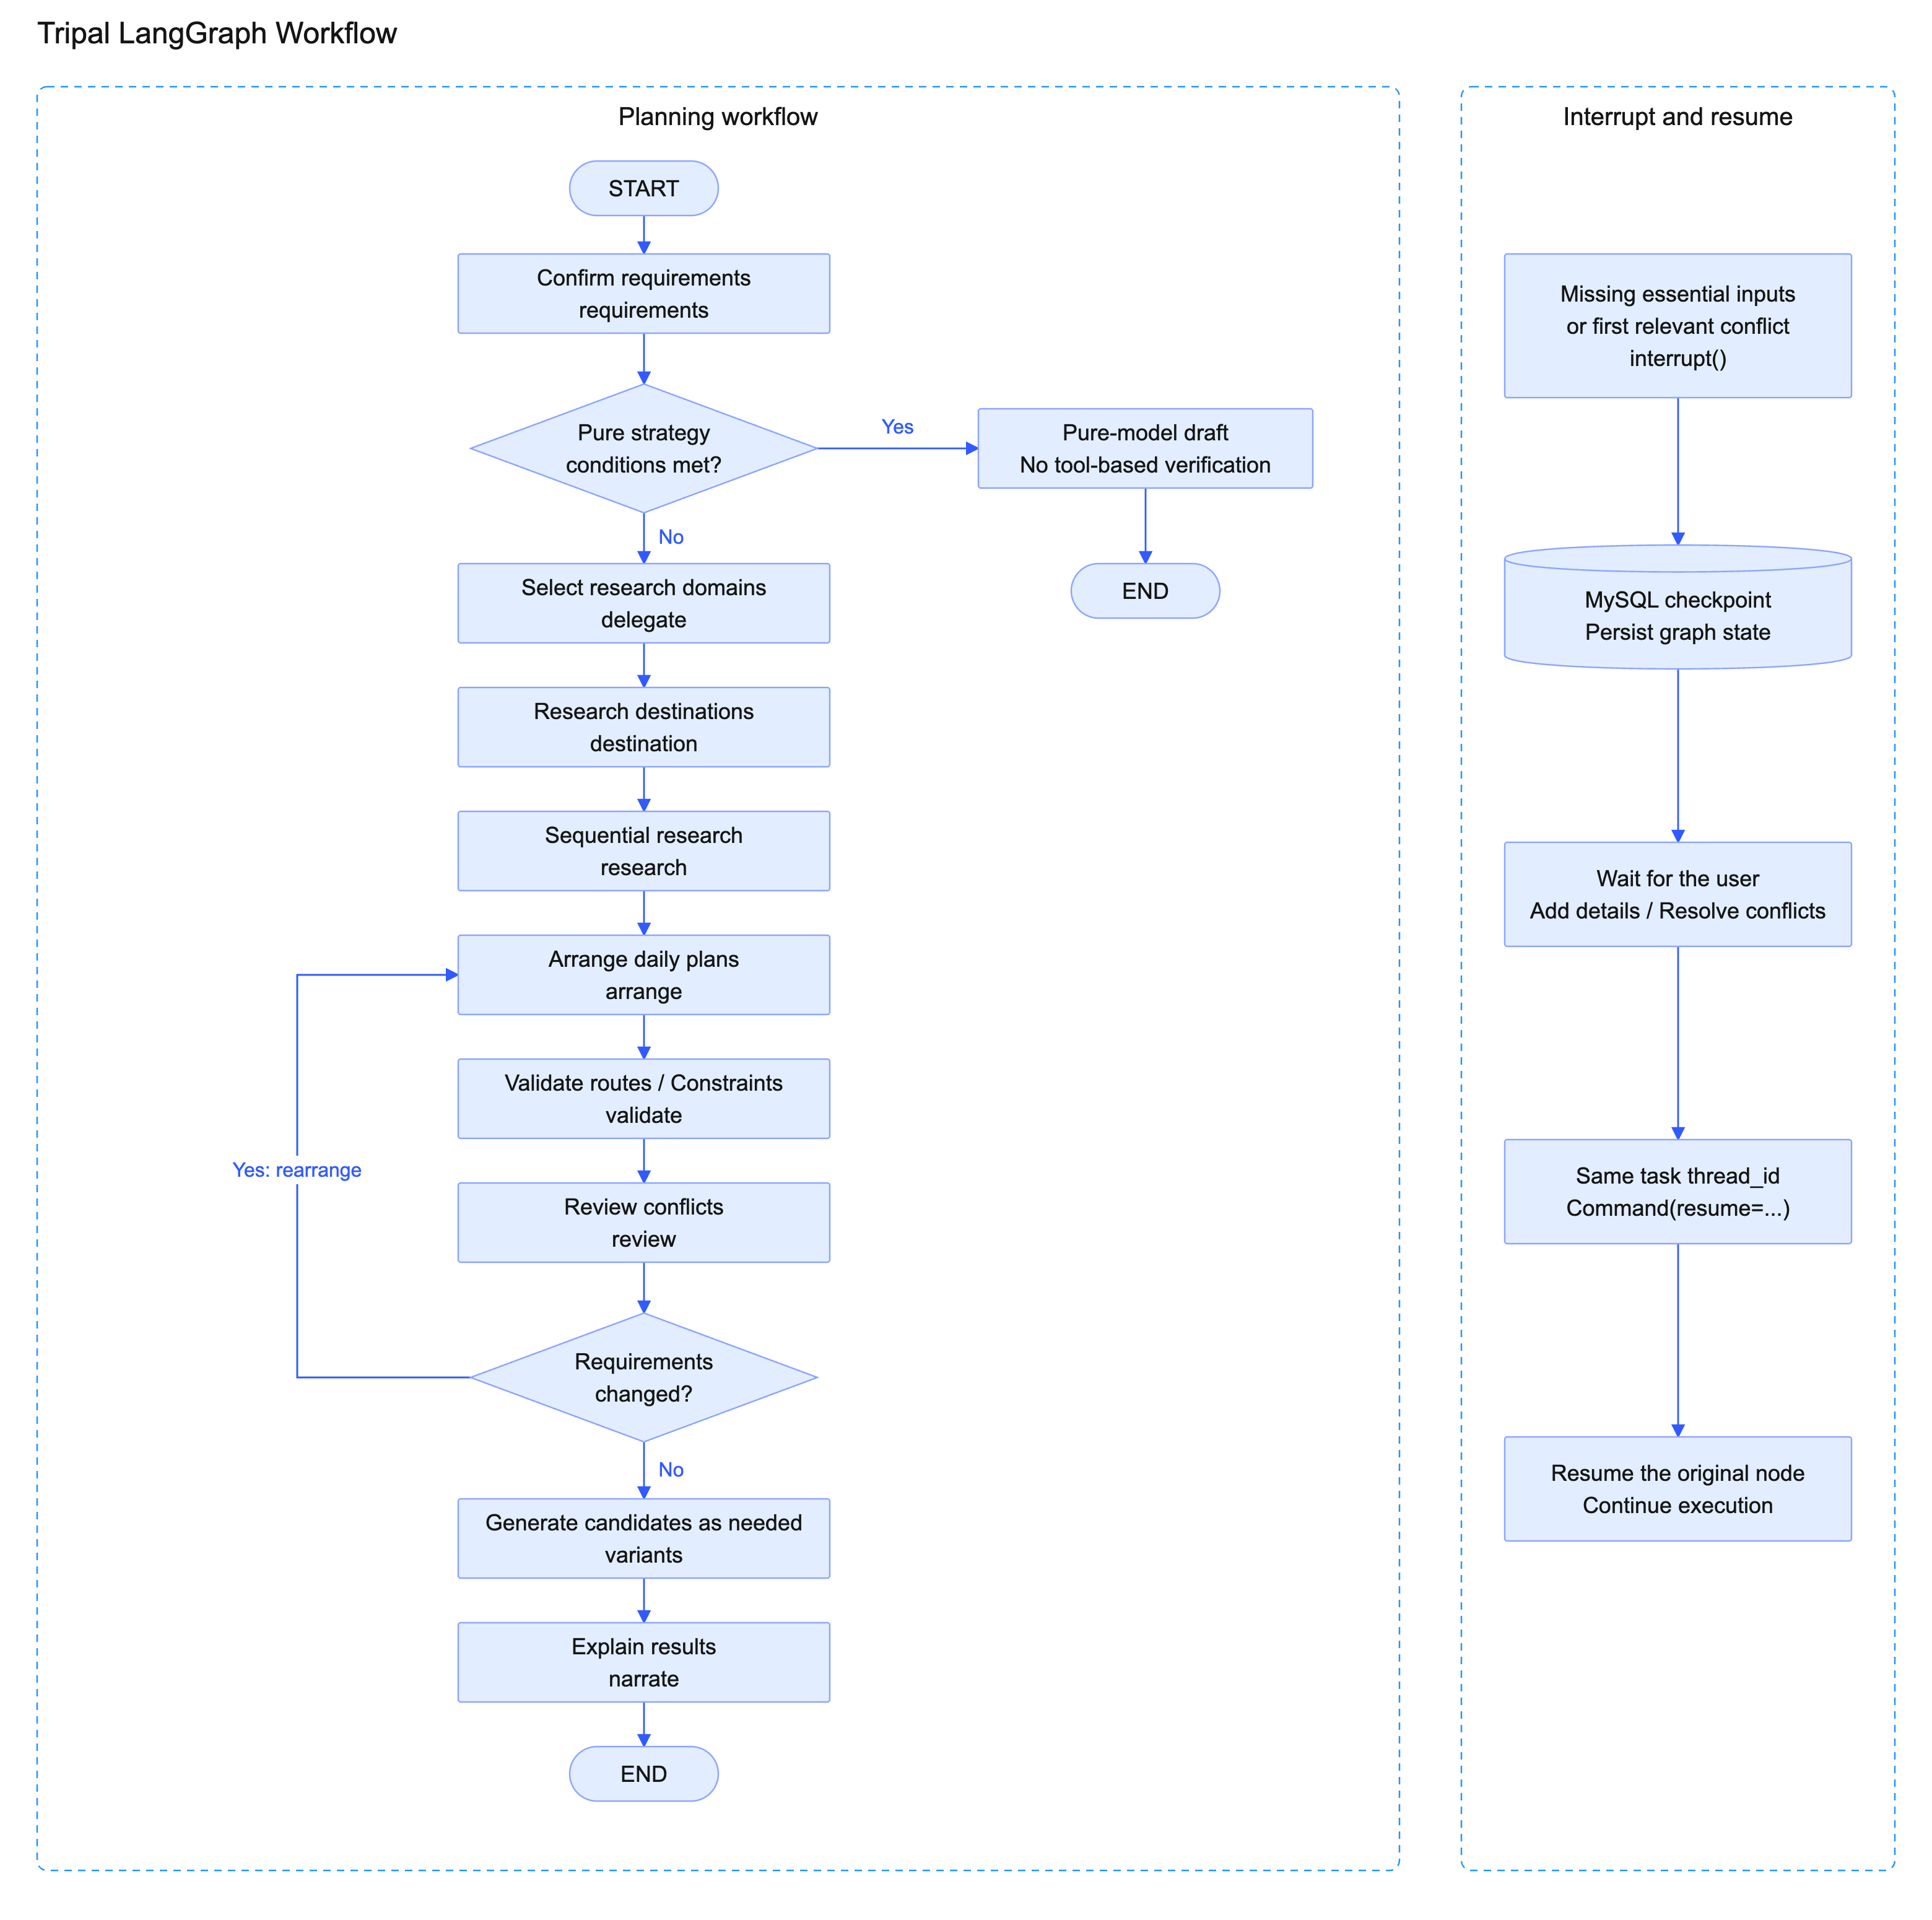 Tripal LangGraph Workflow
Planning workflow
START
Confirm requirements
requirements
Pure strategy
conditions met?
Yes
Pure-model draft
No tool-based verification
END
No
Select research domains
delegate
Research destinations
destination
Sequential research
research
Arrange daily plans
arrange
Validate routes / Constraints
validate
Yes: rearrange
Review conflicts
review
Requirements
changed?
No
Generate candidates as needed
variants
Explain results
narrate
END
Interrupt and resume
Missing essential inputs
or first relevant conflict
interrupt()
MySQL checkpoint
Persist graph state
Wait for the user
Add details / Resolve conflicts
Same task thread_id
Command(resume=...)
Resume the original node
Continue execution